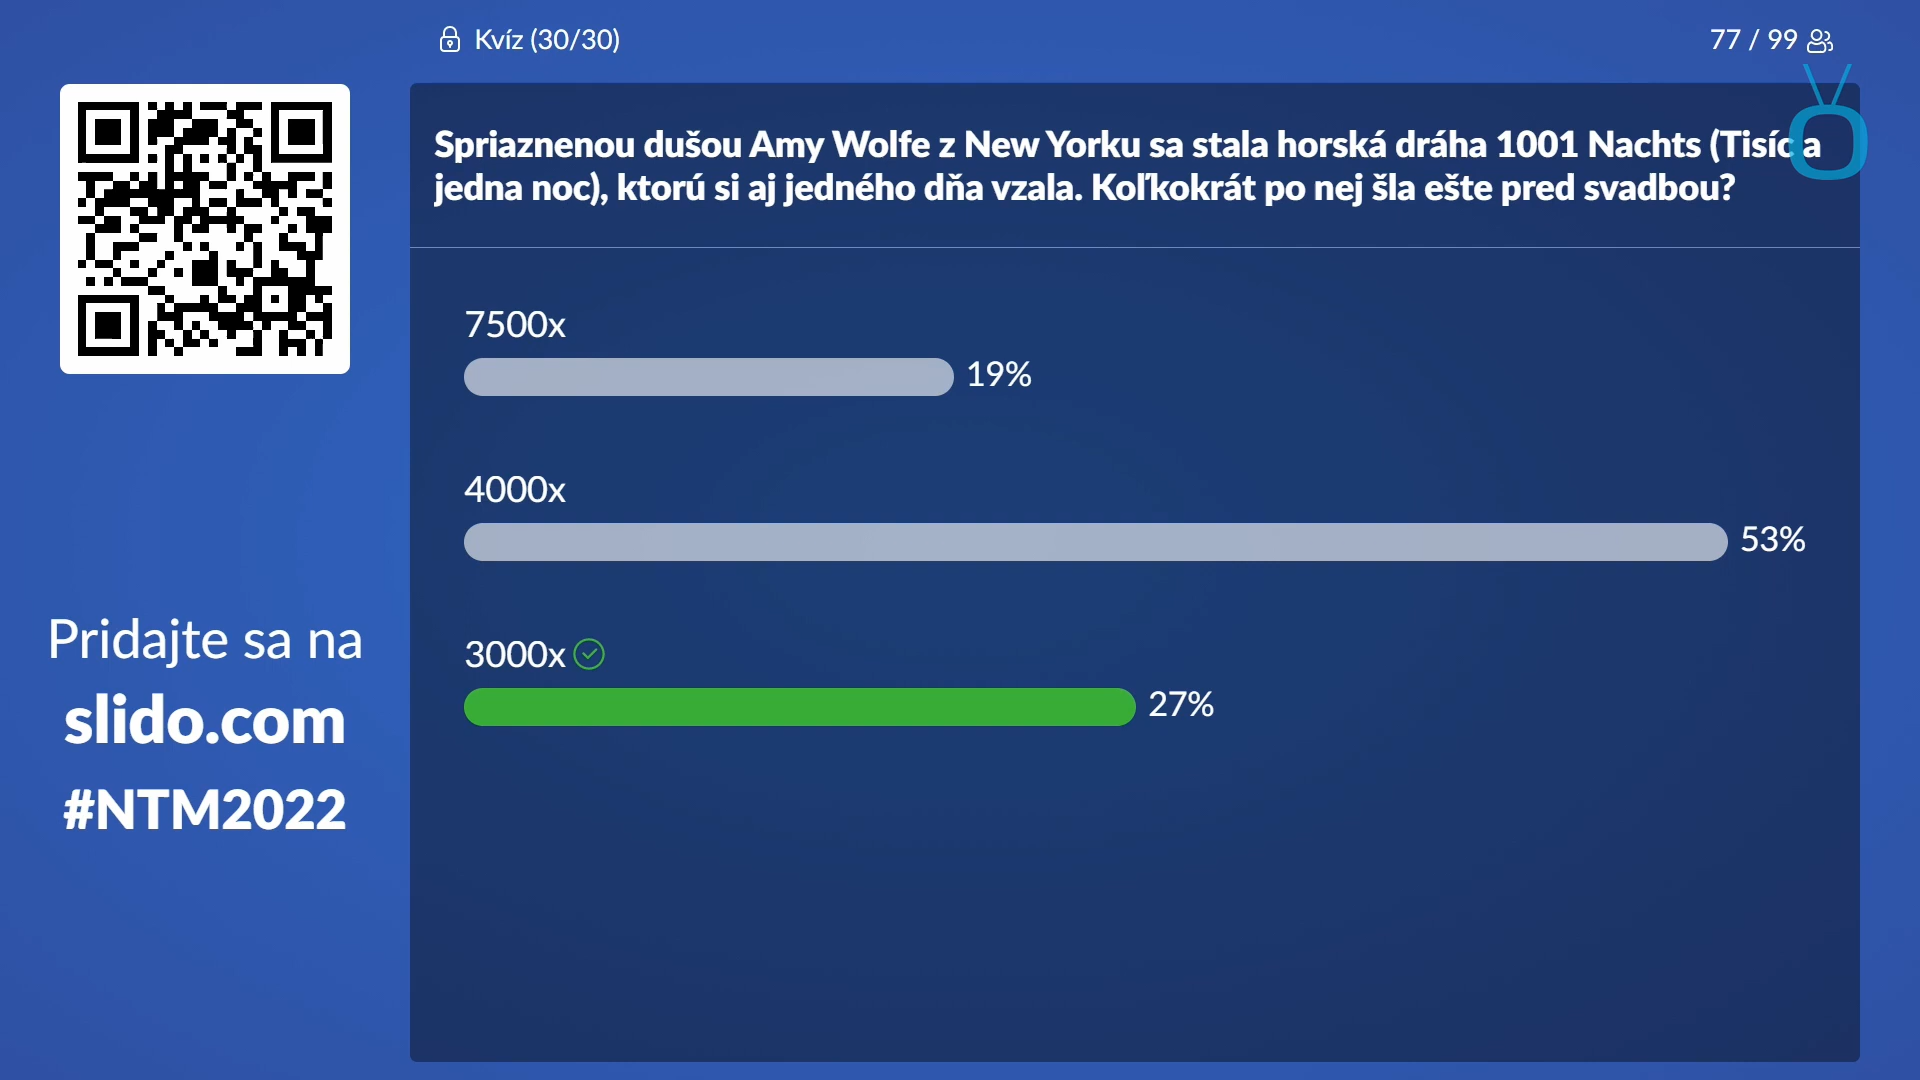 Kvíz (30/30)
77 / 99
Spriaznenou dušou Amy Wolfe z New Yorku sa stala horská dráha 1001 Nachts (Tisíc a
jedna noc), ktorú si aj jedného dňa vzala. Koľkokrát po nej šla ešte pred svadbou?
7500x
19%
4000x
53%
3000x
27%
Pridajte sa na
slido.com
#NTM2022